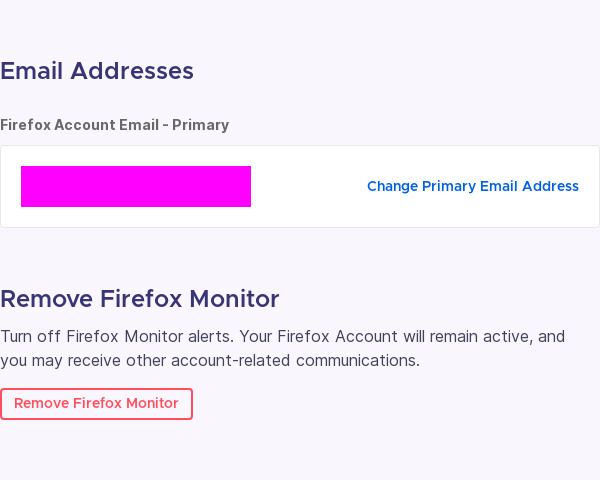 Email Addresses
Firefox Account Email - Primary
Change Primary Email Address
Remove Firefox Monitor
Turn off Firefox Monitor alerts. Your Firefox Account will remain active, and
you may receive other account-related communications.
Remove Firefox Monitor